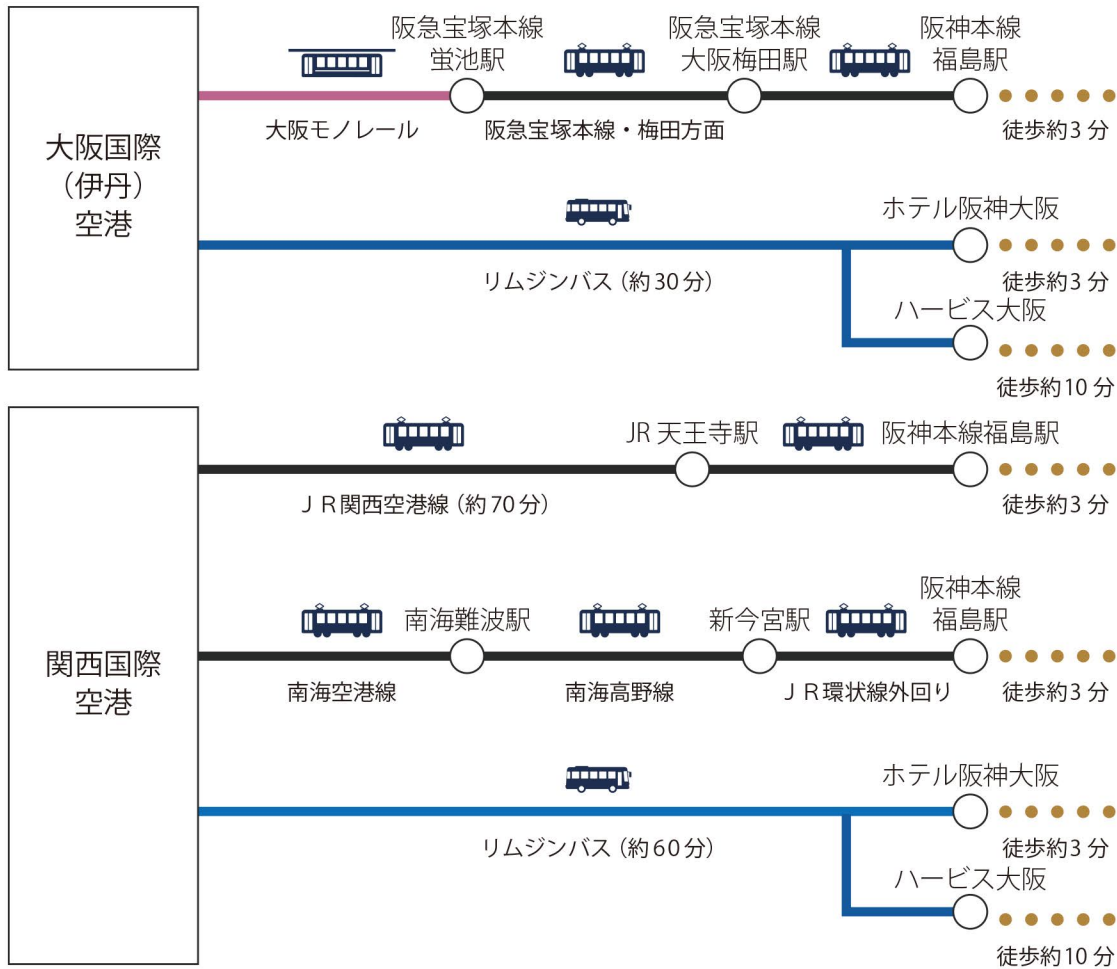 大阪国際
（伊丹）
空港
阪急宝塚本線
蛍池駅
阪急宝塚本線
大阪梅田駅
阪神本線
福島駅
大阪モノレール
阪急宝塚本線・梅田方面
徒歩約3 分
ホテル阪神大阪
リムジンバス（約30 分）
徒歩約3 分
ハービス大阪
徒歩約10 分
関西国際
空港
JR 天王寺駅
阪神本線福島駅
ＪＲ関西空港線（約70 分）
徒歩約3 分
南海難波駅
新今宮駅
阪神本線
福島駅
南海空港線
南海高野線
ＪＲ環状線外回り
徒歩約3 分
ホテル阪神大阪
リムジンバス（約60 分）
徒歩約3 分
ハービス大阪
徒歩約10 分